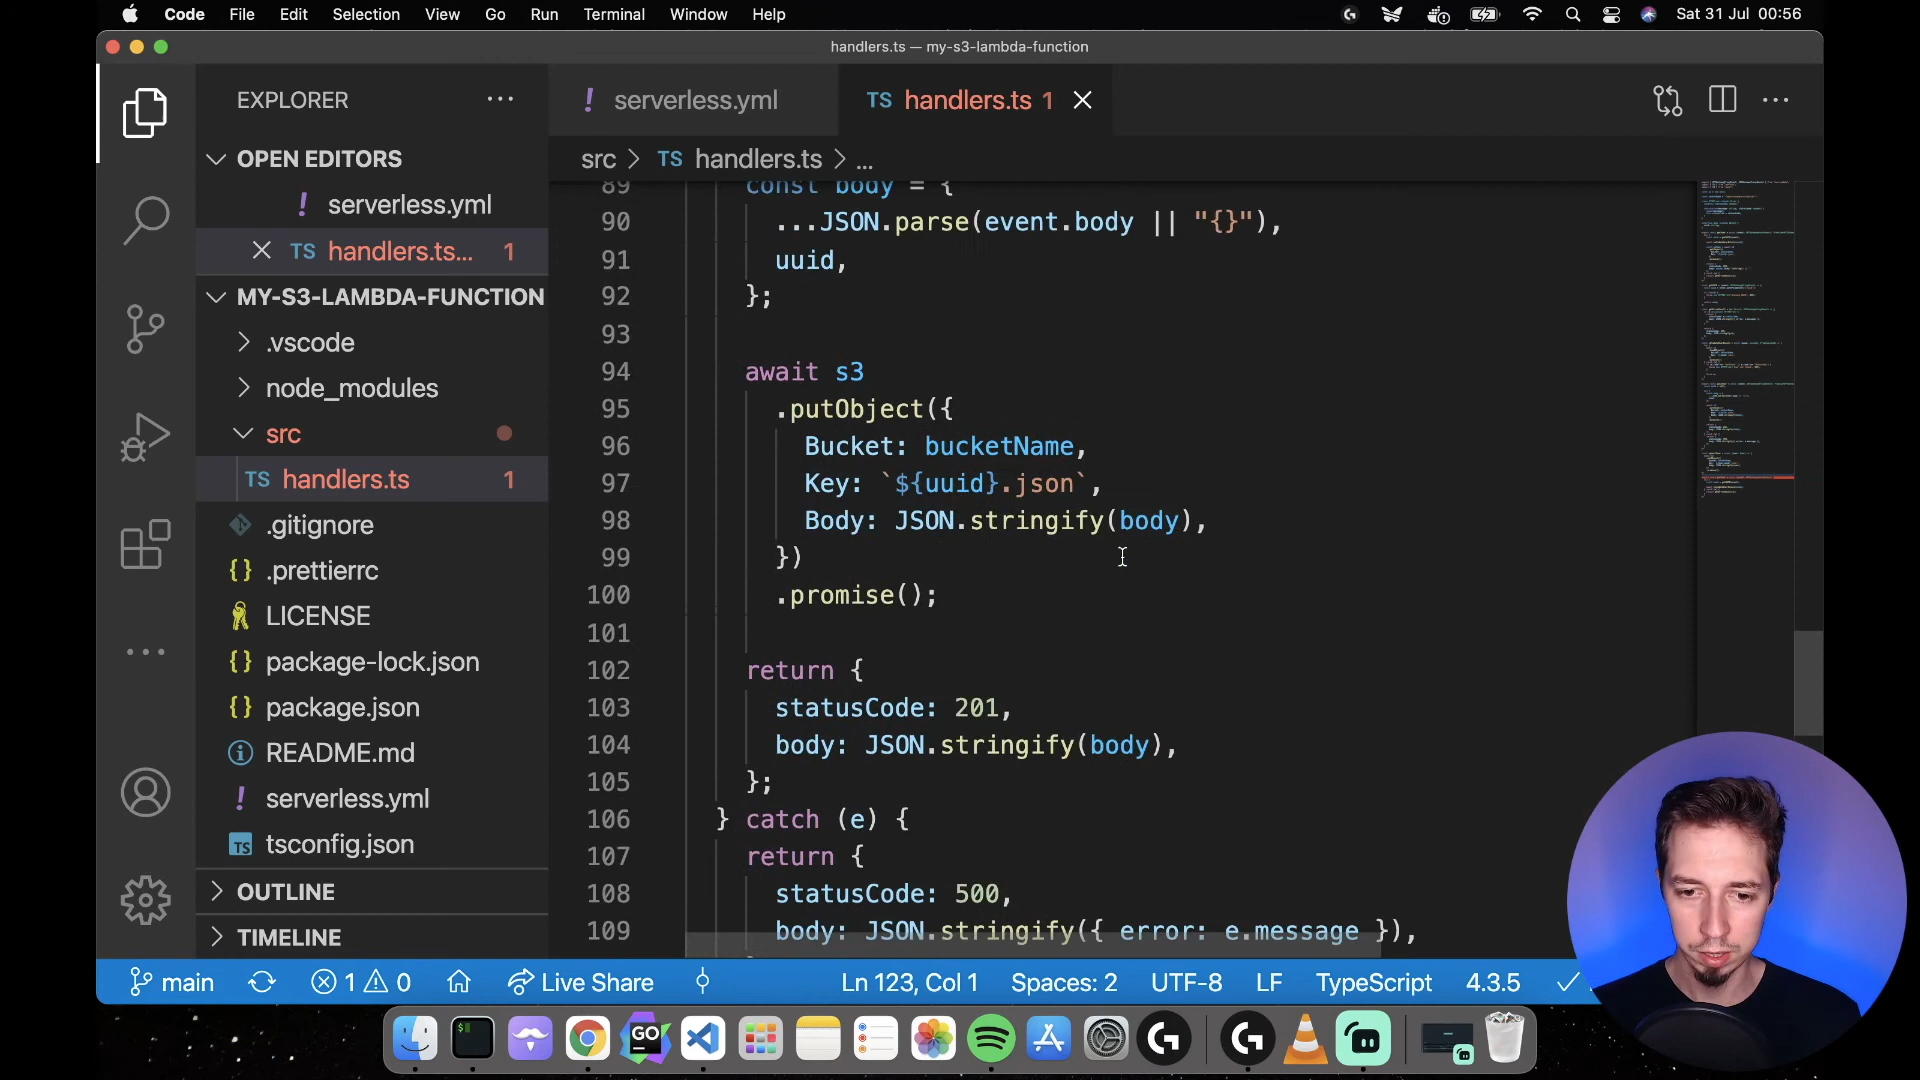 Code File Edit Selection View Go Run Terminal Window Help Sat 31 Jul 00:56
handlers.ts — my-s3-lambda-function
EXPLORER
! serverless.yml
TS handlers.ts 1
OPEN EDITORS
src > TS handlers.ts > ...
! serverless.yml
TS handlers.ts... 1
MY-S3-LAMBDA-FUNCTION
.vscode
node_modules
src
TS handlers.ts 1
.gitignore
{} .prettierrc
LICENSE
{} package-lock.json
{} package.json
README.md
! serverless.yml
TS tsconfig.json
OUTLINE
TIMELINE
89 const body = {
90 ...JSON.parse(event.body || "{}"),
91 uuid,
92 };
93
94 await s3
95 .putObject({
96 Bucket: bucketName,
97 Key: `${uuid}.json`,
98 Body: JSON.stringify(body),
99 })
100 .promise();
101
102 return {
103 statusCode: 201,
104 body: JSON.stringify(body),
105 };
106 } catch (e) {
107 return {
108 statusCode: 500,
109 body: JSON.stringify({ error: e.message }),
main 1 0 Live Share Ln 123, Col 1 Spaces: 2 UTF-8 LF TypeScript 4.3.5
GO